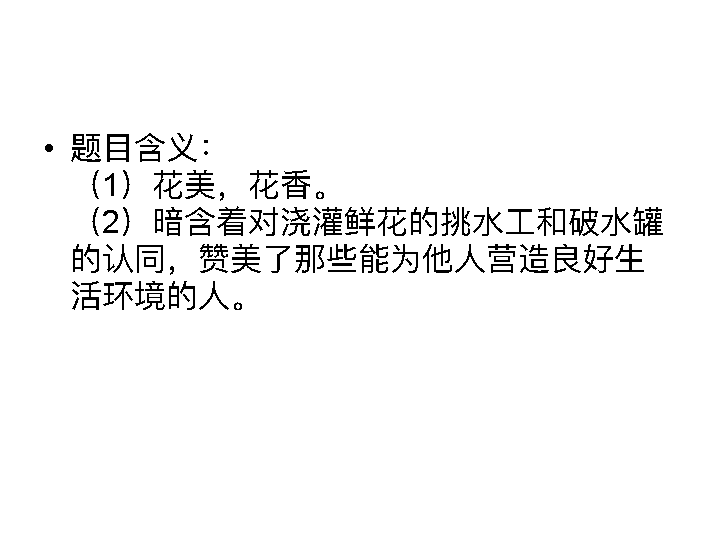 • 题目含义：
（1）花美，花香。
（2）暗含着对浇灌鲜花的挑水工和破水罐
的认同，赞美了那些能为他人营造良好生
活环境的人。